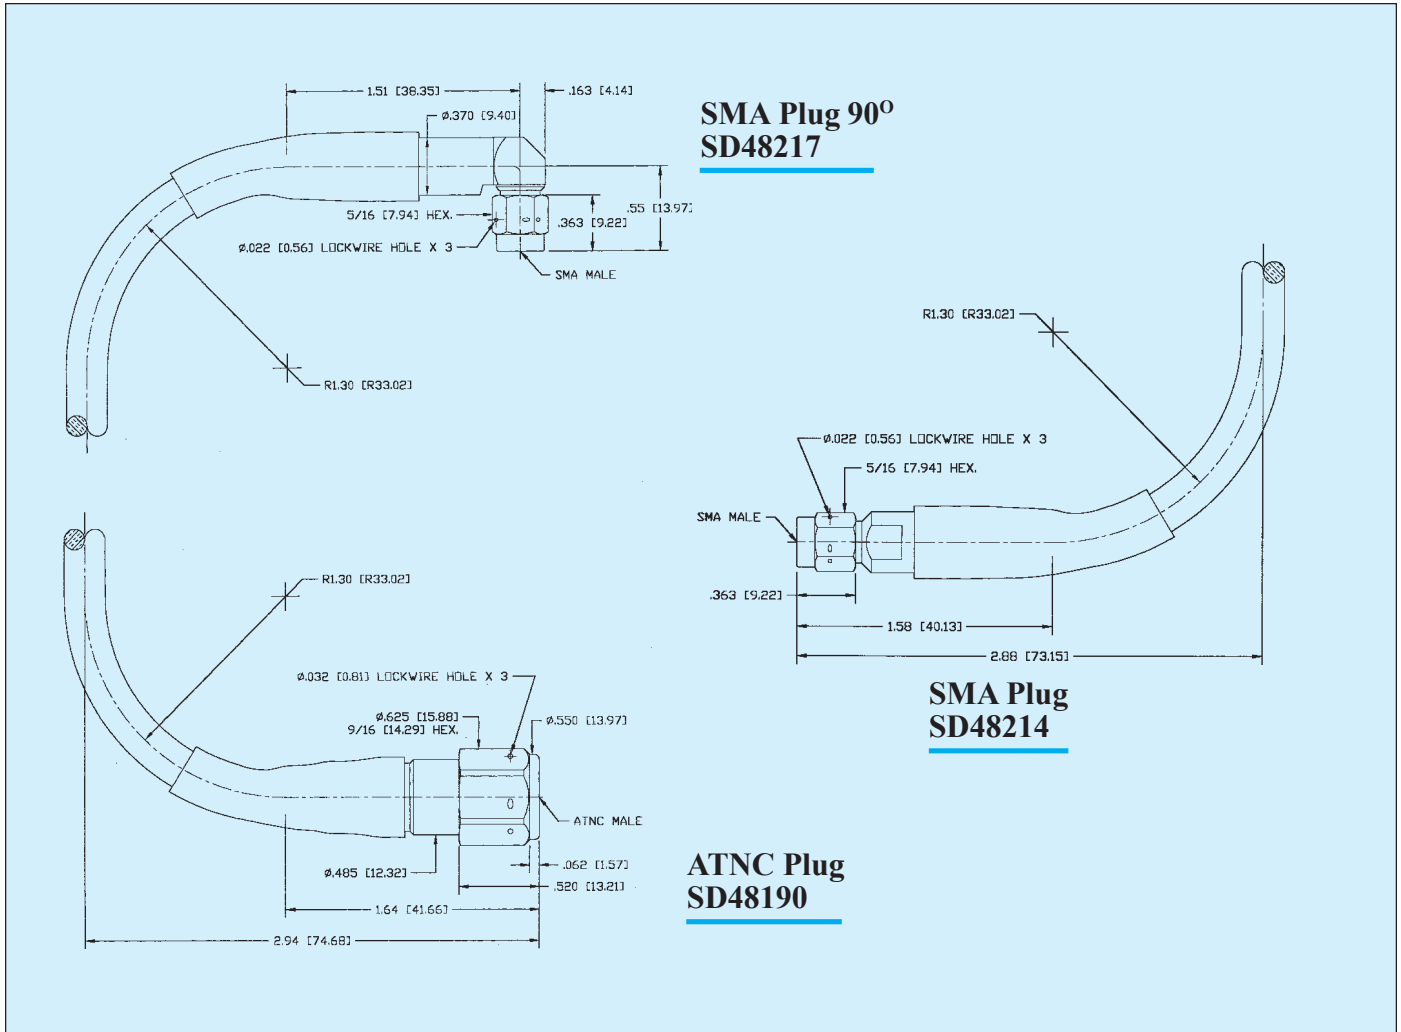 1.51 [38.35]
.163 [4.14]
Ø.370 [9.40]
SMA Plug 90O
SD48217
5/16 [7.94] HEX.
.363 [9.22]
.55 [13.97]
Ø.022 [0.56] LOCKWIRE HOLE X 3
SMA MALE
R1.30 [R33.02]
R1.30 [R33.02]
Ø.022 [0.56] LOCKWIRE HOLE X 3
5/16 [7.94] HEX.
SMA MALE
.363 [9.22]
1.58 [40.13]
2.88 [73.15]
SMA Plug
SD48214
R1.30 [R33.02]
Ø.032 [0.81] LOCKWIRE HOLE X 3
Ø.625 [15.88]
9/16 [14.29] HEX.
Ø.550 [13.97]
ATNC MALE
Ø.485 [12.32]
.062 [1.57]
.520 [13.21]
1.64 [41.66]
2.94 [74.68]
ATNC Plug
SD48190